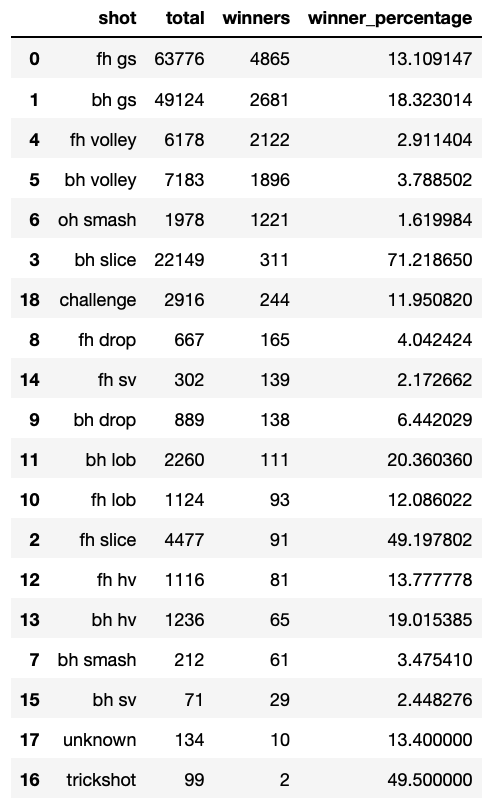 shot total winners winner_percentage
0 fh gs 63776 4865 13.109147
1 bh gs 49124 2681 18.323014
4 fh volley 6178 2122 2.911404
5 bh volley 7183 1896 3.788502
6 oh smash 1978 1221 1.619984
3 bh slice 22149 311 71.218650
18 challenge 2916 244 11.950820
8 fh drop 667 165 4.042424
14 fh sv 302 139 2.172662
9 bh drop 889 138 6.442029
11 bh lob 2260 111 20.360360
10 fh lob 1124 93 12.086022
2 fh slice 4477 91 49.197802
12 fh hv 1116 81 13.777778
13 bh hv 1236 65 19.015385
7 bh smash 212 61 3.475410
15 bh sv 71 29 2.448276
17 unknown 134 10 13.400000
16 trickshot 99 2 49.500000